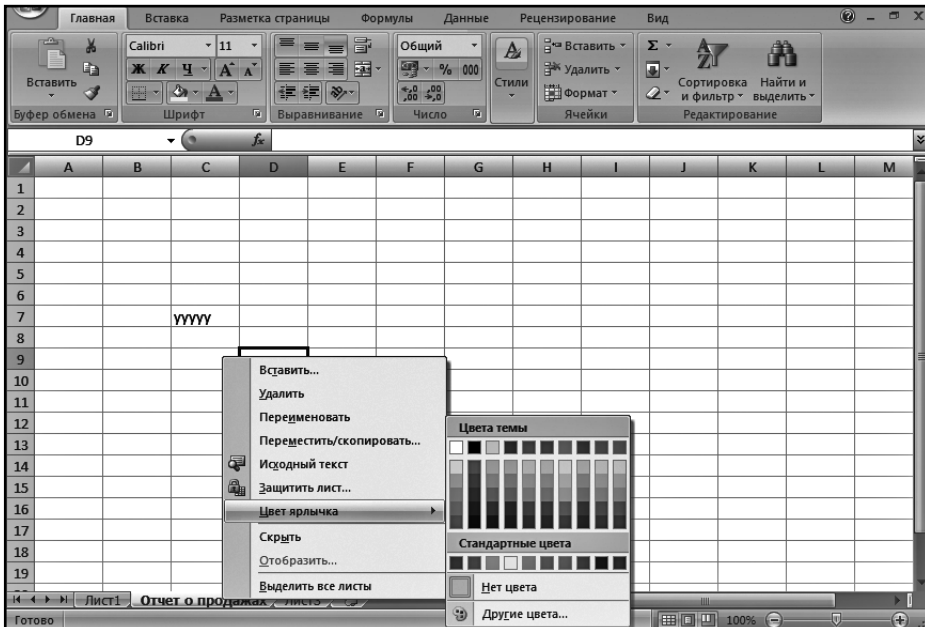 Главная Вставка Разметка страницы Формулы Данные Рецензирование Вид
Calibri 11 Общий Вставить
Ж К Ч А А % 000 Удалить
Вставить Стили Формат Сортировка и фильтр Найти и выделить
Буфер обмена Шрифт Выравнивание Число Ячейки Редактирование
D9 fx
A B C D E F G H I J K L M
1
2
3
4
5
6
7 ууууу
8
9
10
11
12
13
14
15
16
17
18
19
Вставить...
Удалить
Переименовать
Переместить/скопировать...
Исходный текст
Защитить лист...
Цвет ярлычка
Скрыть
Отобразить...
Выделить все листы
Цвета темы
Стандартные цвета
Нет цвета
Другие цвета...
Лист1 Отчет о продажах Лист3
Готово 100%